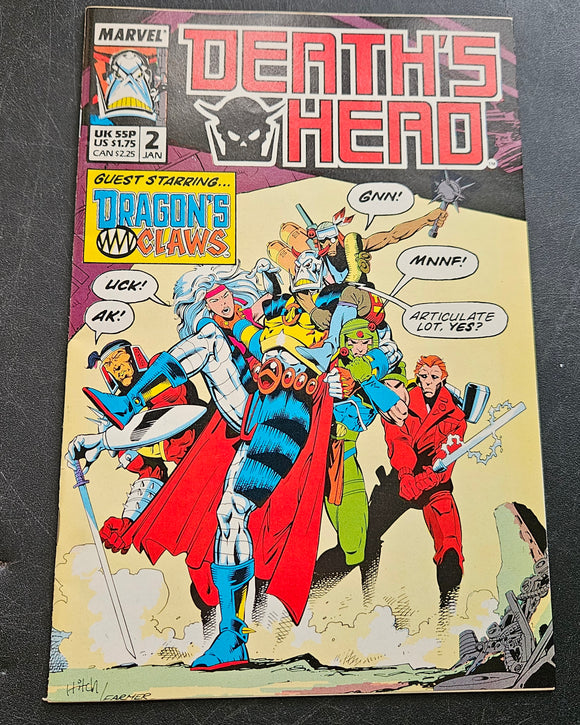 MARVEL
DEATH'S
HEAD
TM
UK 55P
US $1.75
CAN $2.25
2
JAN
GUEST STARRING...
DRAGON'S
CLAWS.
GNN!
MNNF!
UCK!
AK!
ARTICULATE
LOT, YES?
Hitch/
FARMER